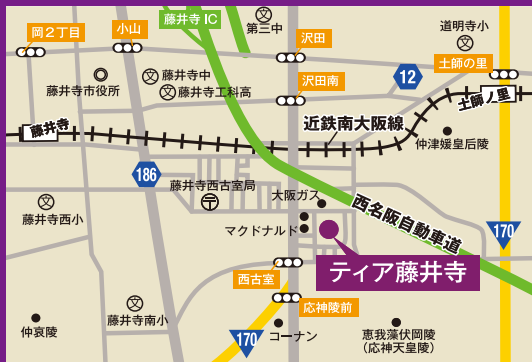 藤井寺IC
第三中
道明寺小
岡2丁目
小山
沢田
土師の里
藤井寺市役所
藤井寺中
藤井寺工科高
沢田南
12
土師ノ里
藤井寺
近鉄南大阪線
仲津媛皇后陵
186
藤井寺西古室局
大阪ガス
西名阪自動車道
藤井寺西小
マクドナルド
170
ティア藤井寺
西古室
応神陵前
藤井寺南小
仲哀陵
170
コーナン
恵我藻伏岡陵
(応神天皇陵)